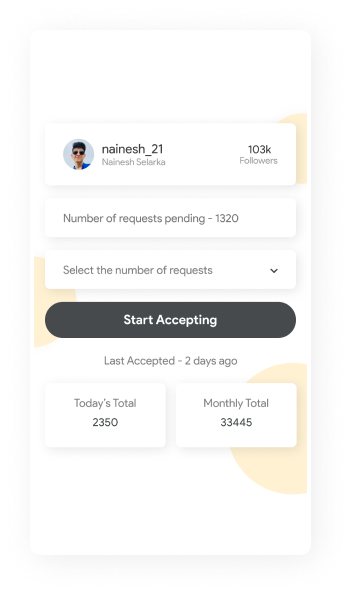 nainesh_21
Nainesh Selarka
103k
Followers
Number of requests pending - 1320
Select the number of requests
Start Accepting
Last Accepted - 2 days ago
Today's Total
2350
Monthly Total
33445